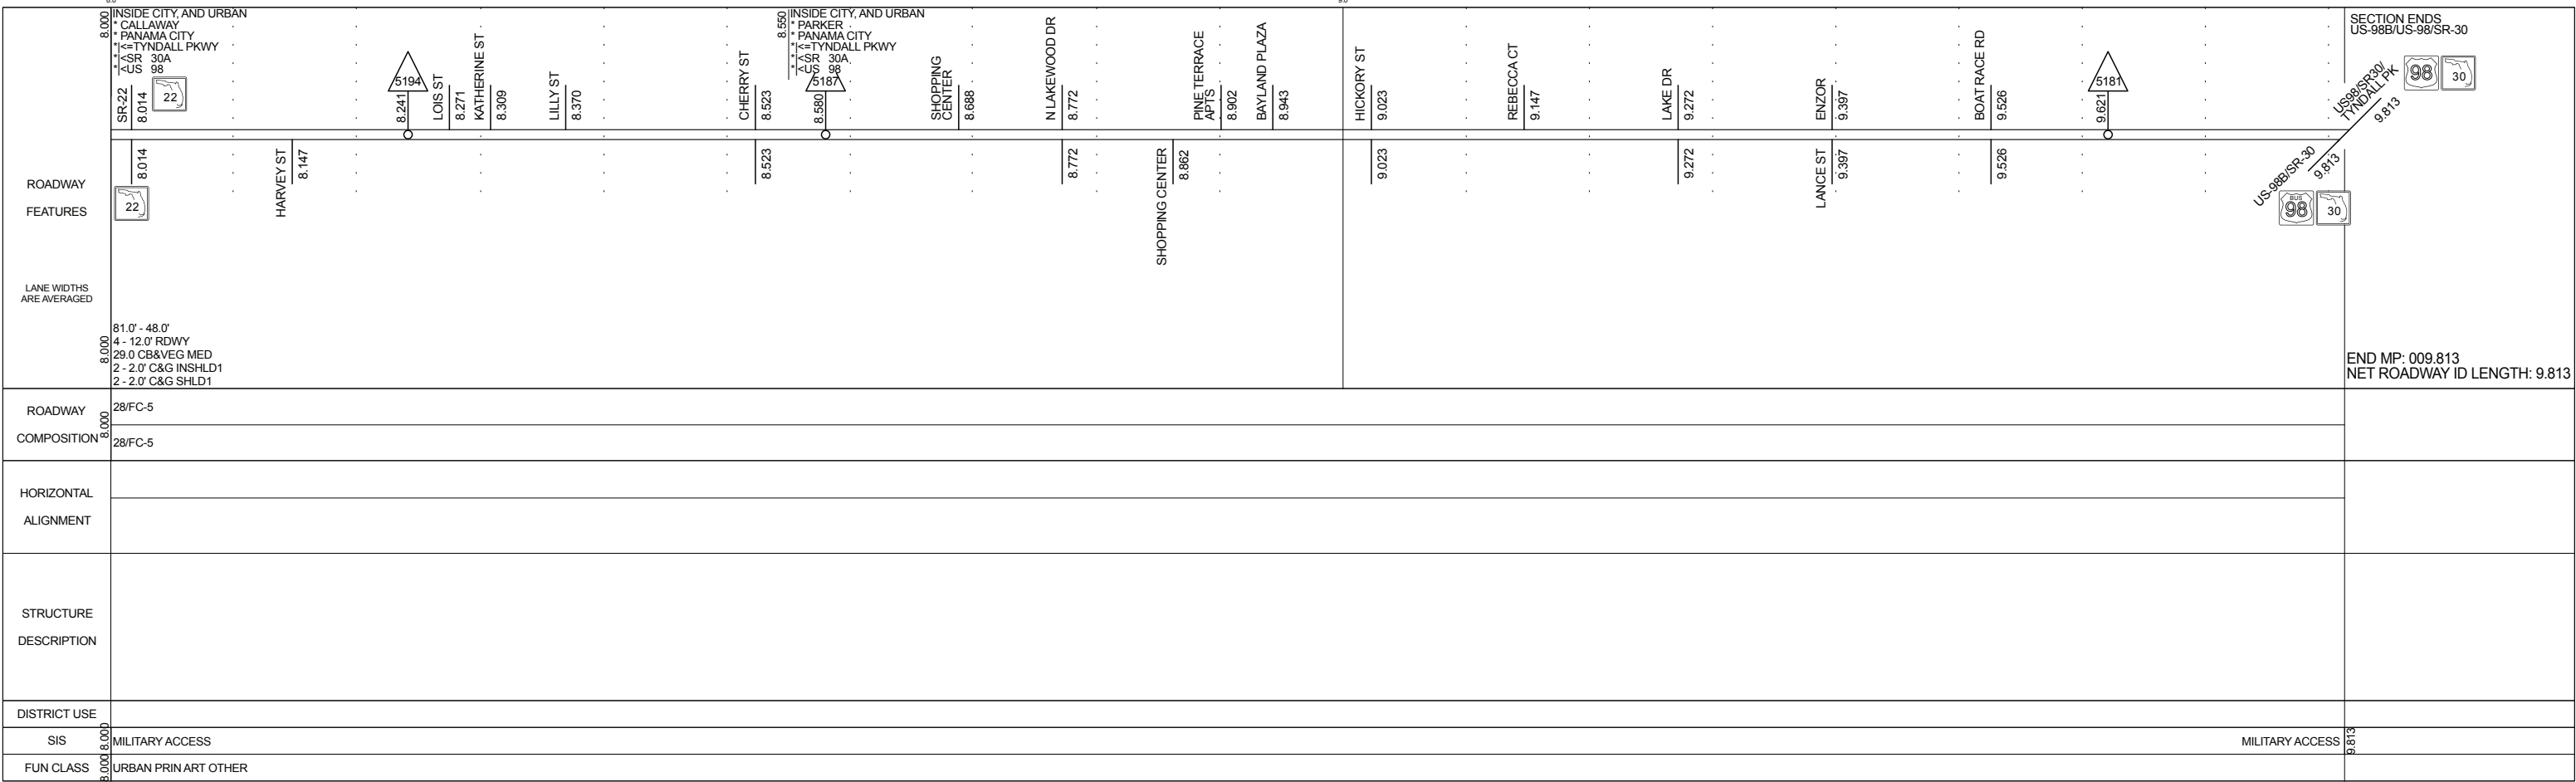 8.0
9.0
8.000
INSIDE CITY, AND URBAN
* CALLAWAY
* PANAMA CITY
*|<=TYNDALL PKWY
*|<SR 30A
*|<US 98
8.550
INSIDE CITY, AND URBAN
* PARKER
* PANAMA CITY
*|<=TYNDALL PKWY
*|<SR 30A
*|<US 98
SECTION ENDS
US-98B/US-98/SR-30
SR-22
8.014
22
5194
8.241
LOIS ST
8.271
KATHERINE ST
8.309
LILLY ST
8.370
CHERRY ST
8.523
5187
8.580
SHOPPING
CENTER
8.688
N LAKEWOOD DR
8.772
PINE TERRACE
APTS
8.902
BAYLAND PLAZA
8.943
HICKORY ST
9.023
REBECCA CT
9.147
LAKE DR
9.272
ENZOR
9.397
BOAT RACE RD
9.526
5181
9.621
US98/SR30/
TYNDALL PK
9.813
98
30
ROADWAY
FEATURES
8.014
22
HARVEY ST
8.147
8.523
8.772
SHOPPING CENTER
8.862
9.023
9.272
LANCE ST
9.397
9.526
US-98B/SR-30
9.813
BUS
98
30
LANE WIDTHS
ARE AVERAGED
8.000
81.0' - 48.0'
4 - 12.0' RDWY
29.0 CB&VEG MED
2 - 2.0' C&G INSHLD1
2 - 2.0' C&G SHLD1
END MP: 009.813
NET ROADWAY ID LENGTH: 9.813
ROADWAY
COMPOSITION
8.000
28/FC-5
28/FC-5
HORIZONTAL
ALIGNMENT
STRUCTURE
DESCRIPTION
DISTRICT USE
SIS
8.000
MILITARY ACCESS
MILITARY ACCESS
9.813
FUN CLASS
8.000
URBAN PRIN ART OTHER